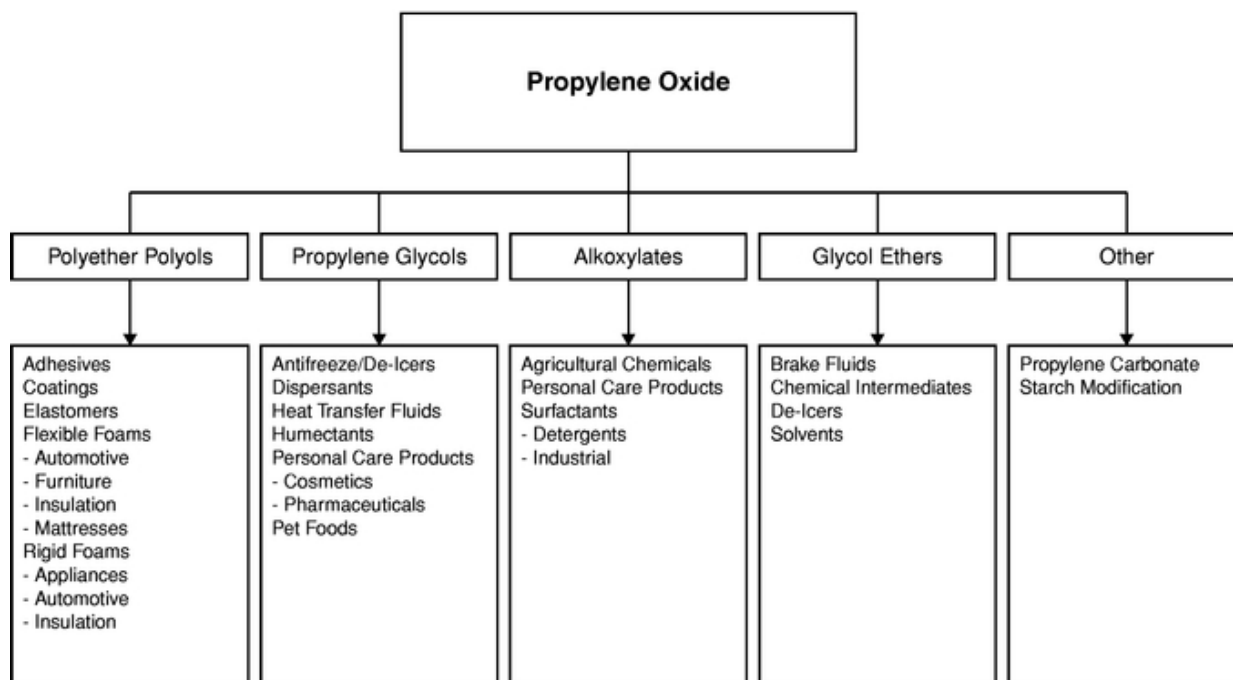 Propylene Oxide
Polyether Polyols
Propylene Glycols
Alkoxylates
Glycol Ethers
Other
Adhesives
Coatings
Elastomers
Flexible Foams
- Automotive
- Furniture
- Insulation
- Mattresses
Rigid Foams
- Appliances
- Automotive
- Insulation
Antifreeze/De-Icers
Dispersants
Heat Transfer Fluids
Humectants
Personal Care Products
- Cosmetics
- Pharmaceuticals
Pet Foods
Agricultural Chemicals
Personal Care Products
Surfactants
- Detergents
- Industrial
Brake Fluids
Chemical Intermediates
De-Icers
Solvents
Propylene Carbonate
Starch Modification